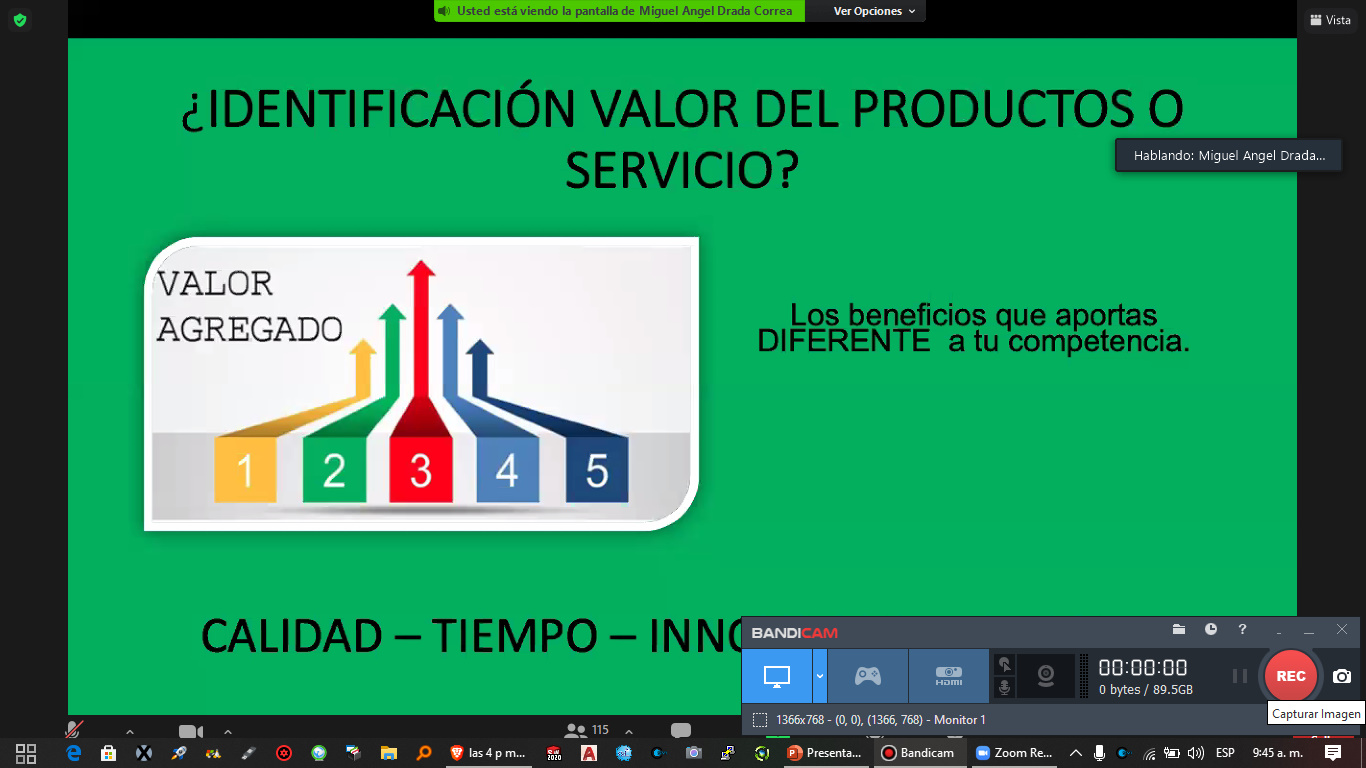 Usted está viendo la pantalla de Miguel Angel Drada Correa
Ver Opciones
Vista
¿IDENTIFICACIÓN VALOR DEL PRODUCTOS O
SERVICIO?
Hablando: Miguel Angel Drada...
VALOR
AGREGADO
Los beneficios que aportas
DIFERENTE a tu competencia.
1 2 3 4 5
CALIDAD – TIEMPO –
BANDICAM
?
HDMI
00:00:00
0 bytes / 89.5GB
REC
1366x768 - (0, 0), (1366, 768) - Monitor 1
Capturar Imagen
115
las 4 p m...
2020
Presenta...
Bandicam
Zoom Re...
ESP
9:45 a. m.